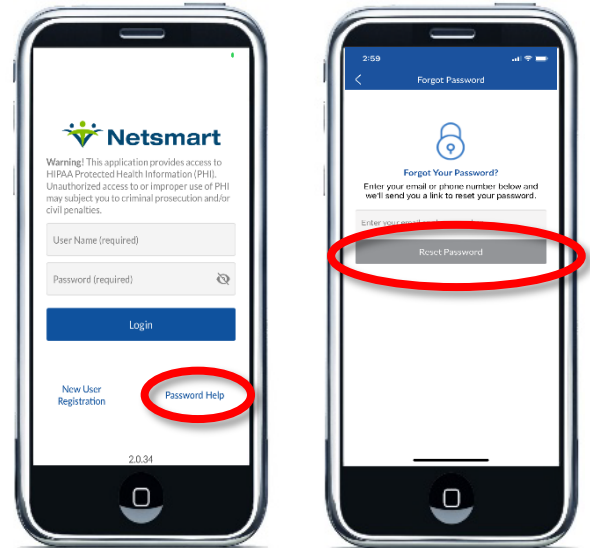 Netsmart
Warning! This application provides access to
HIPAA Protected Health Information (PHI).
Unauthorized access to or improper use of PHI
may subject you to criminal prosecution and/or
civil penalties.
User Name (required)
Password (required)
Login
New User
Registration
Password Help
2.0.34
2:59
Forgot Password
Forgot Your Password?
Enter your email or phone number below and
we'll send you a link to reset your password.
Enter your email
Reset Password